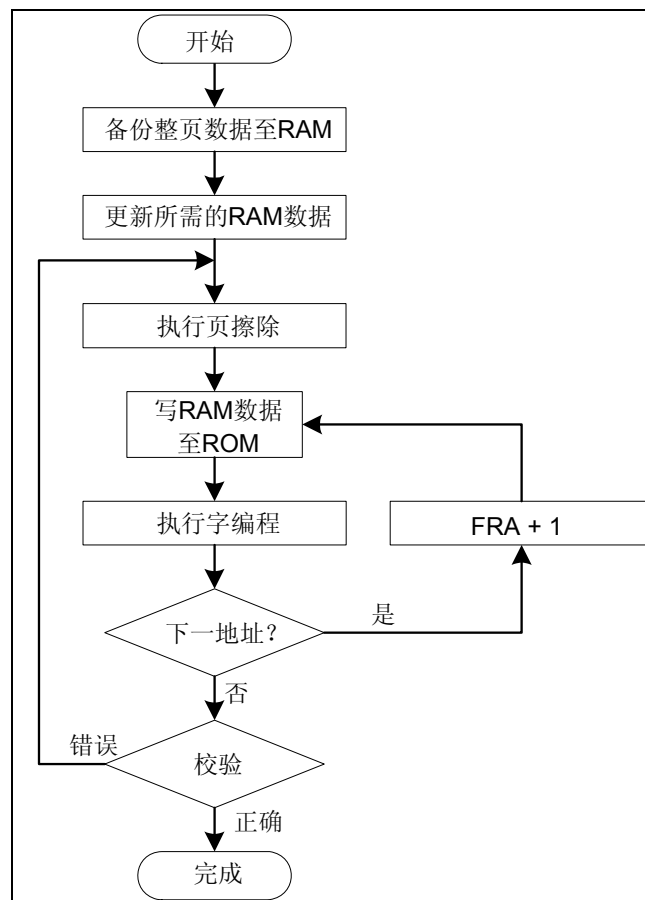 开始
备份整页数据至RAM
更新所需的RAM数据
执行页擦除
写RAM数据
至ROM
执行字编程
FRA + 1
下一地址?
是
否
错误
校验
正确
完成